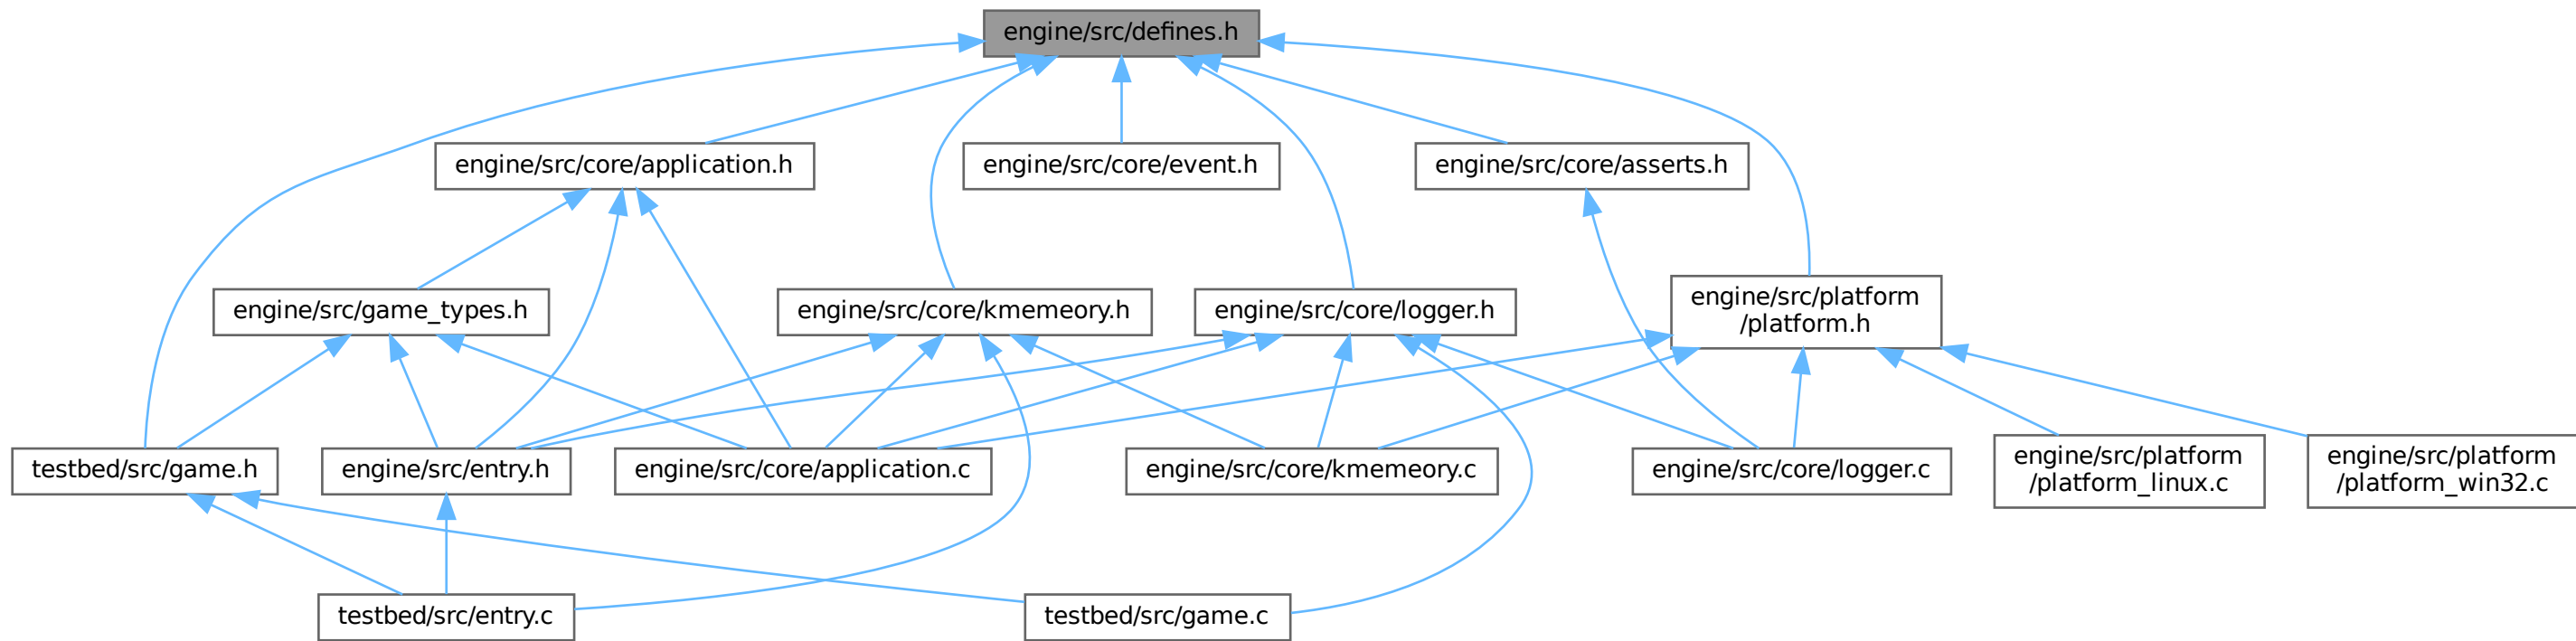 engine/src/defines.h
engine/src/core/application.h
engine/src/core/event.h
engine/src/core/asserts.h
engine/src/game_types.h
engine/src/core/kmemeory.h
engine/src/core/logger.h
engine/src/platform
/platform.h
testbed/src/game.h
engine/src/entry.h
engine/src/core/application.c
engine/src/core/kmemeory.c
engine/src/core/logger.c
engine/src/platform
/platform_linux.c
engine/src/platform
/platform_win32.c
testbed/src/entry.c
testbed/src/game.c